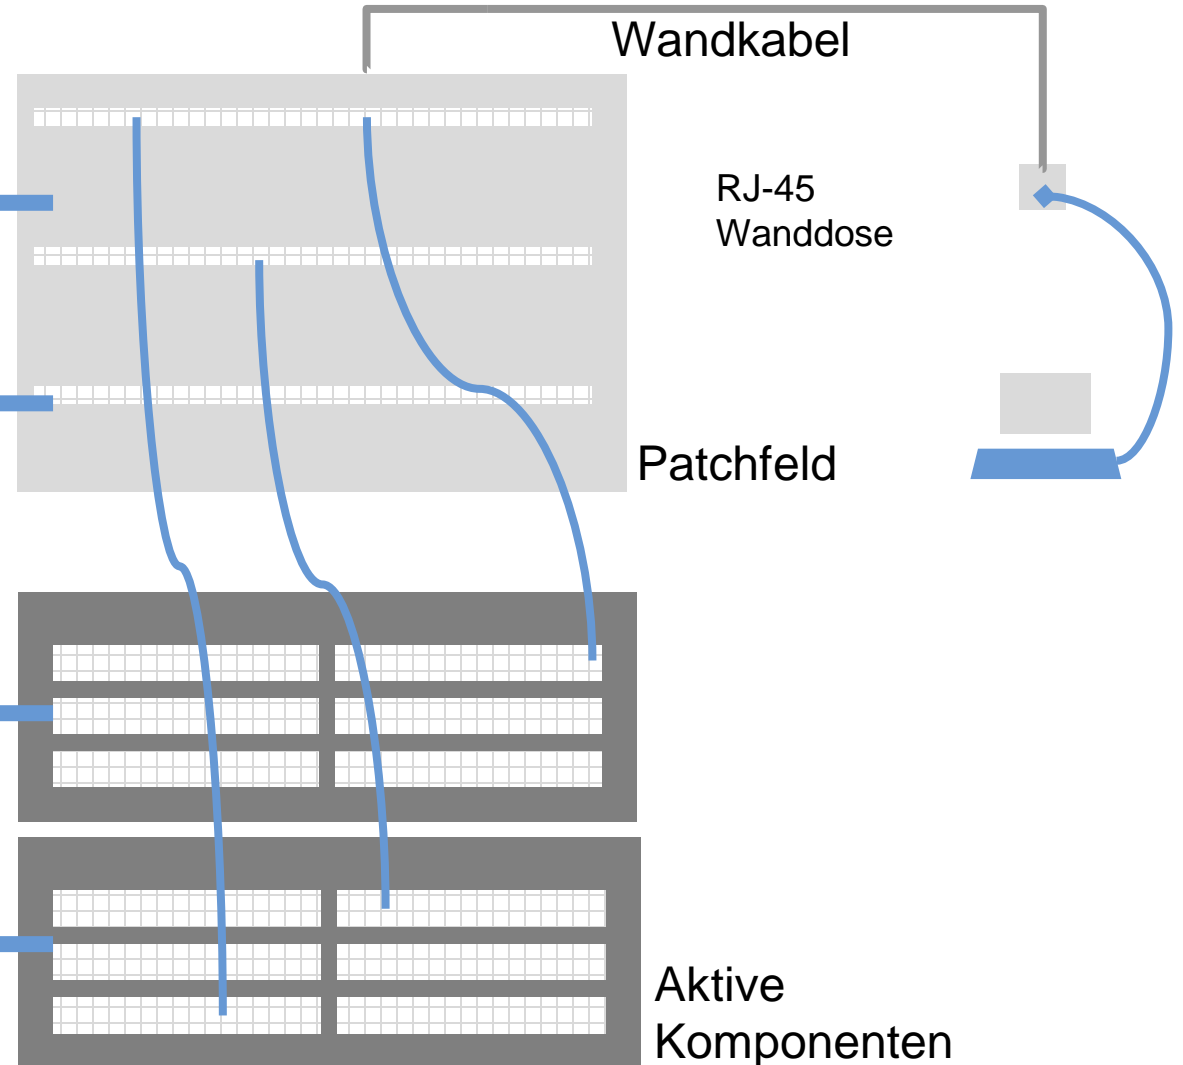 Wandkabel
RJ-45
Wanddose
Patchfeld
Aktive
Komponenten